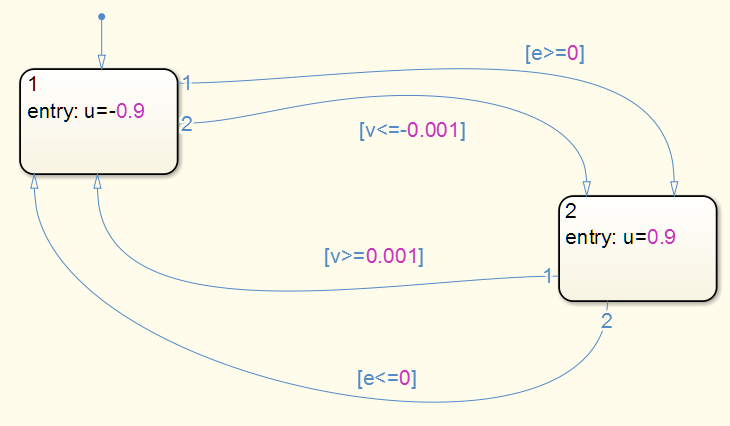 [e>=0]
1
1
entry: u=-0.9
2
[v<=-0.001]
2
entry: u=0.9
[v>=0.001]
1
2
[e<=0]